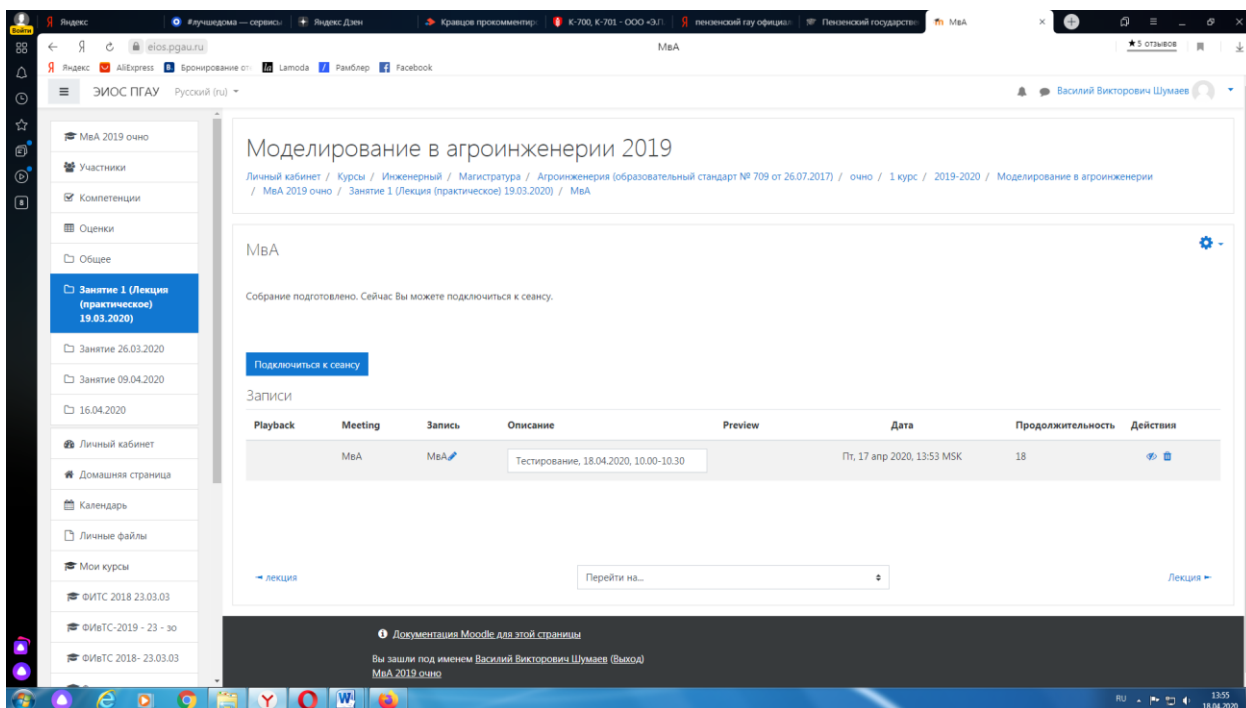 Яндекс
#лучшедома — сервисы
Яндекс.Дзен
Кравцов прокомментир
К-700, К-701 - ООО «Э.Л.
пензенский гау официал
Пензенский государстве
МвА
Войти
eios.pgau.ru
МвА
★5 отзывов
Яндекс
AliExpress
Бронирование оте
Lamoda
Рамблер
Facebook
ЭИОС ПГАУ
Русский (ru)
Василий Викторович Шумаев
МвА 2019 очно
Участники
Компетенции
Оценки
Общее
Занятие 1 (Лекция
(практическое)
19.03.2020)
Занятие 26.03.2020
Занятие 09.04.2020
16.04.2020
Личный кабинет
Домашняя страница
Календарь
Личные файлы
Мои курсы
ФИТС 2018 23.03.03
ФИвТС-2019 - 23 - зо
ФИвТС 2018- 23.03.03
Моделирование в агроинженерии 2019
Личный кабинет / Курсы / Инженерный / Магистратура / Агроинженерия (образовательный стандарт № 709 от 26.07.2017) / очно / 1 курс / 2019-2020 / Моделирование в агроинженерии
/ МвА 2019 очно / Занятие 1 (Лекция (практическое) 19.03.2020) / МвА
МвА
Собрание подготовлено. Сейчас Вы можете подключиться к сеансу.
Подключиться к сеансу
Записи
Playback Meeting Запись Описание Preview Дата Продолжительность Действия
МвА МвА Тестирование, 18.04.2020, 10.00-10.30 Пт, 17 апр 2020, 13:53 MSK 18
лекция
Перейти на...
Лекция
Документация Moodle для этой страницы
Вы зашли под именем Василий Викторович Шумаев (Выход)
МвА 2019 очно
RU
13:55
18.04.2020